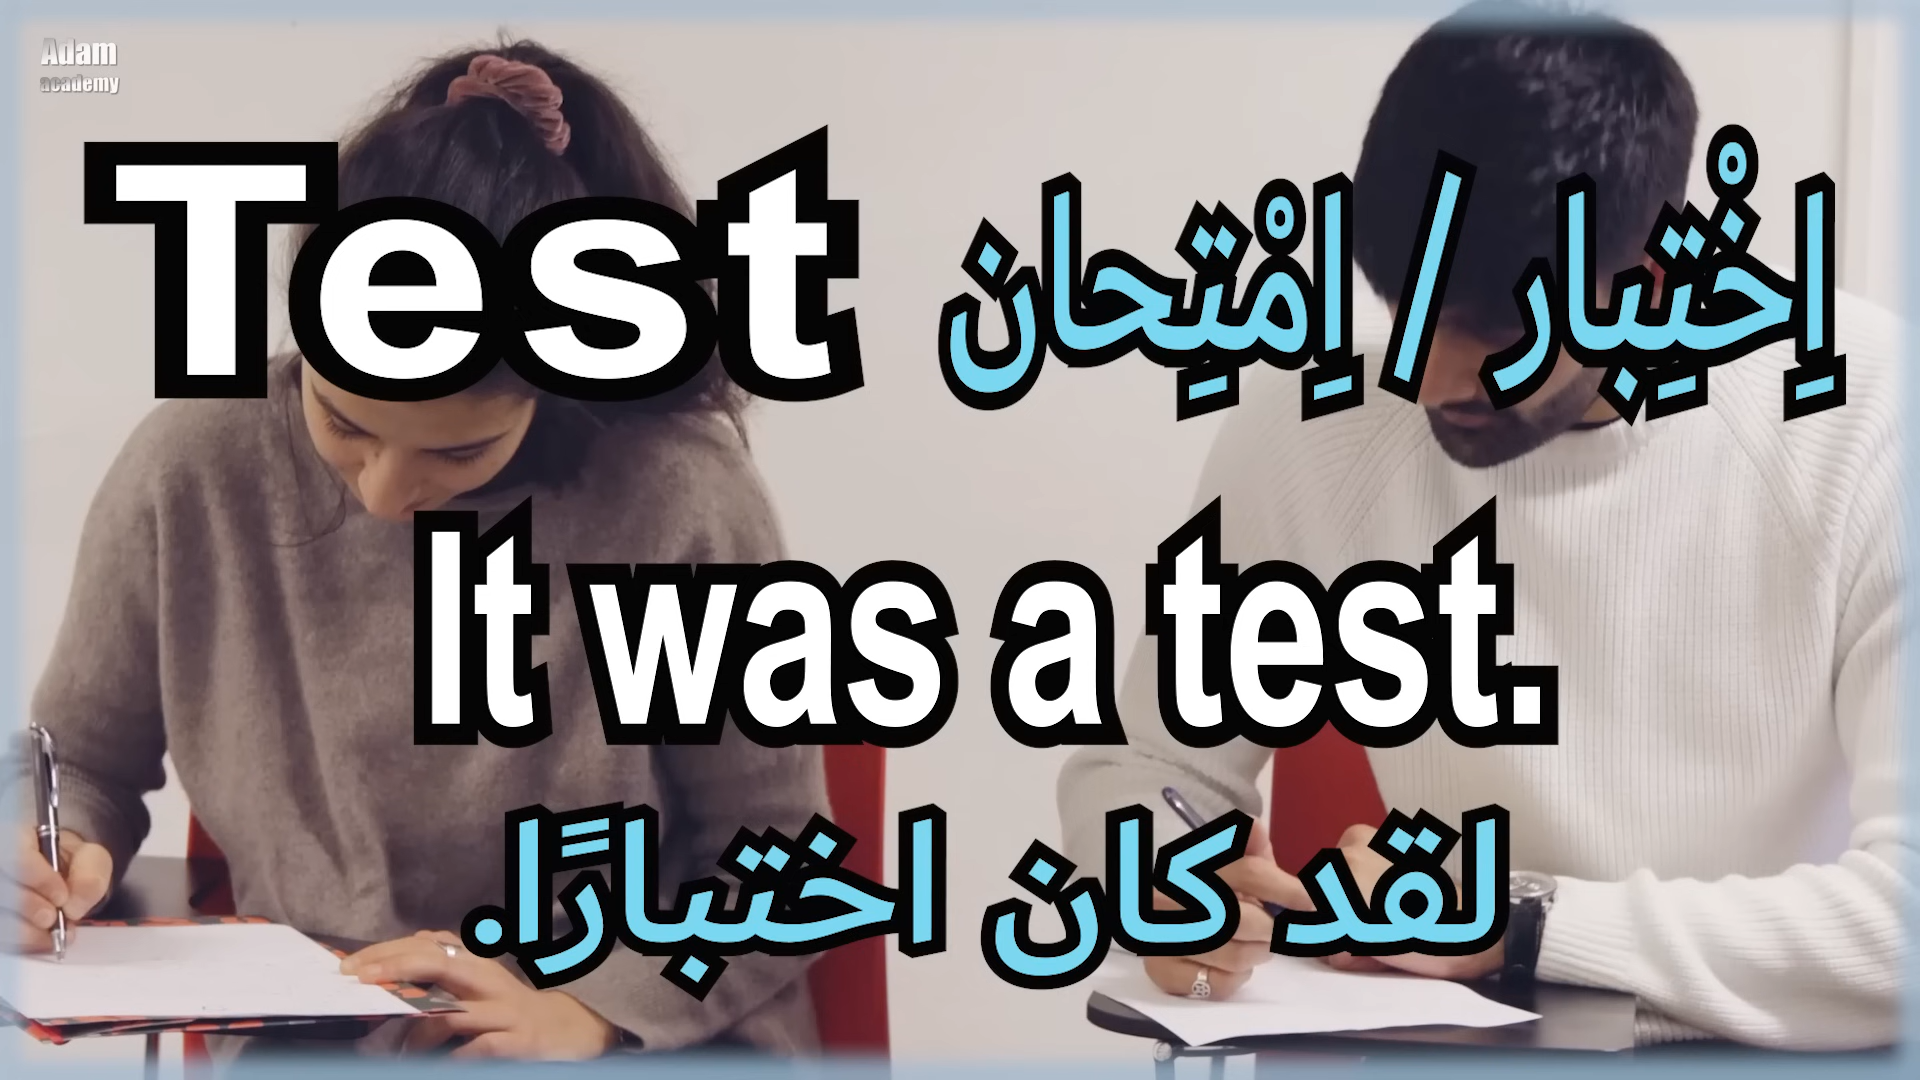 Adam
academy
Test اِخْتِبار / اِمْتِحان
It was a test.
لقد كان اختبارًا.